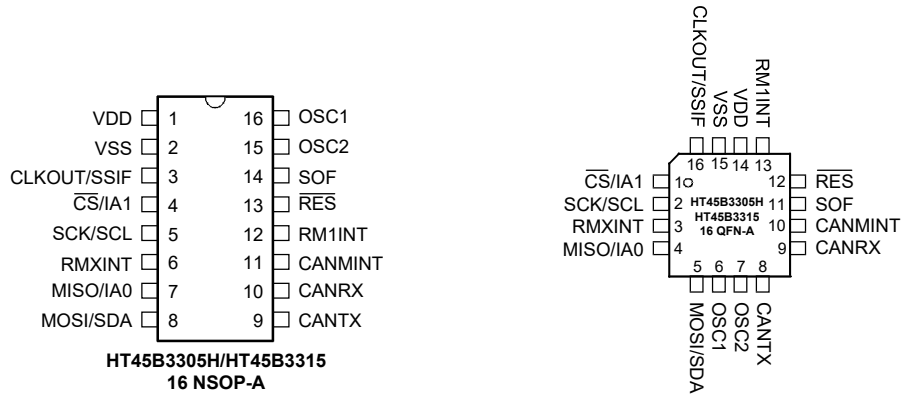 VDD 1 16 OSC1
VSS 2 15 OSC2
CLKOUT/SSIF 3 14 SOF
CS/IA1 4 13 RES
SCK/SCL 5 12 RM1INT
RMXINT 6 11 CANMINT
MISO/IA0 7 10 CANRX
MOSI/SDA 8 9 CANTX
HT45B3305H/HT45B3315
16 NSOP-A
CLKOUT/SSIF
VSS
VDD
RM1INT
16 15 14 13
CS/IA1 1 12 RES
SCK/SCL 2 HT45B3305H 11 SOF
RMXINT 3 HT45B3315 10 CANMINT
16 QFN-A
MISO/IA0 4 9 CANRX
5 6 7 8
MOSI/SDA
OSC1
OSC2
CANTX